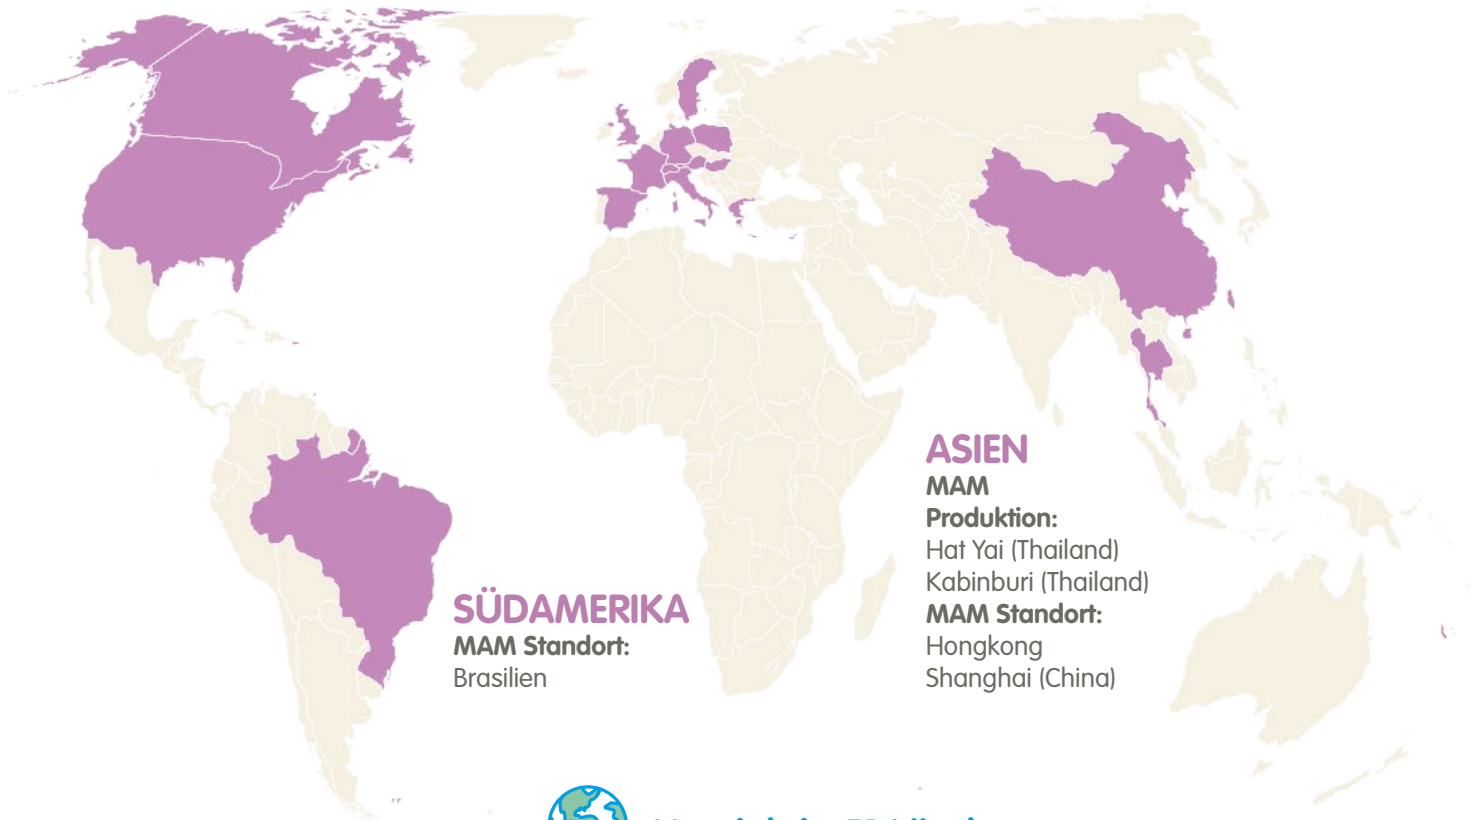 ASIEN
MAM
Produktion:
Hat Yai (Thailand)
Kabinburi (Thailand)
MAM Standort:
Hongkong
Shanghai (China)
SÜDAMERIKA
MAM Standort:
Brasilien